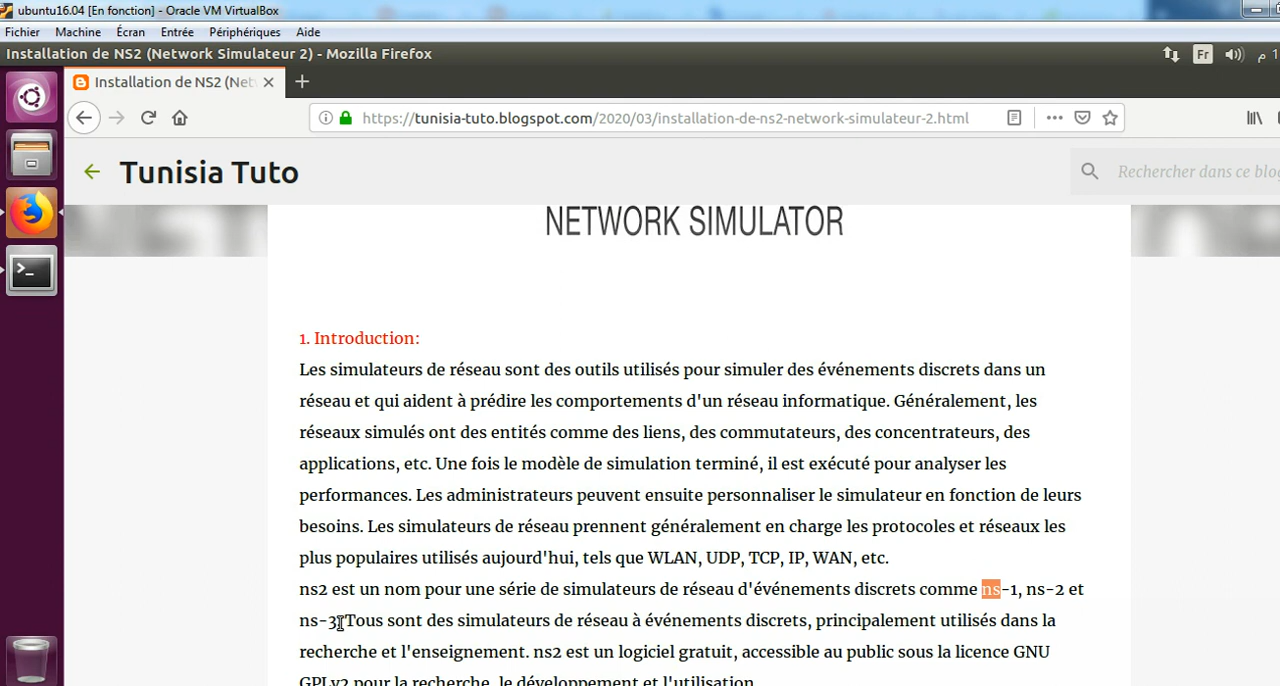 ubuntu16.04 [En fonction] - Oracle VM VirtualBox
Fichier Machine Écran Entrée Périphériques Aide
Installation de NS2 (Network Simulateur 2) - Mozilla Firefox
Fr م 1
Installation de NS2 (Net
https://tunisia-tuto.blogspot.com/2020/03/installation-de-ns2-network-simulateur-2.html
Tunisia Tuto
Rechercher dans ce blog
NETWORK SIMULATOR
1. Introduction:
Les simulateurs de réseau sont des outils utilisés pour simuler des événements discrets dans un
réseau et qui aident à prédire les comportements d'un réseau informatique. Généralement, les
réseaux simulés ont des entités comme des liens, des commutateurs, des concentrateurs, des
applications, etc. Une fois le modèle de simulation terminé, il est exécuté pour analyser les
performances. Les administrateurs peuvent ensuite personnaliser le simulateur en fonction de leurs
besoins. Les simulateurs de réseau prennent généralement en charge les protocoles et réseaux les
plus populaires utilisés aujourd'hui, tels que WLAN, UDP, TCP, IP, WAN, etc.
ns2 est un nom pour une série de simulateurs de réseau d'événements discrets comme ns-1, ns-2 et
ns-3. Tous sont des simulateurs de réseau à événements discrets, principalement utilisés dans la
recherche et l'enseignement. ns2 est un logiciel gratuit, accessible au public sous la licence GNU
GPLv2 pour la recherche, le développement et l'utilisation.